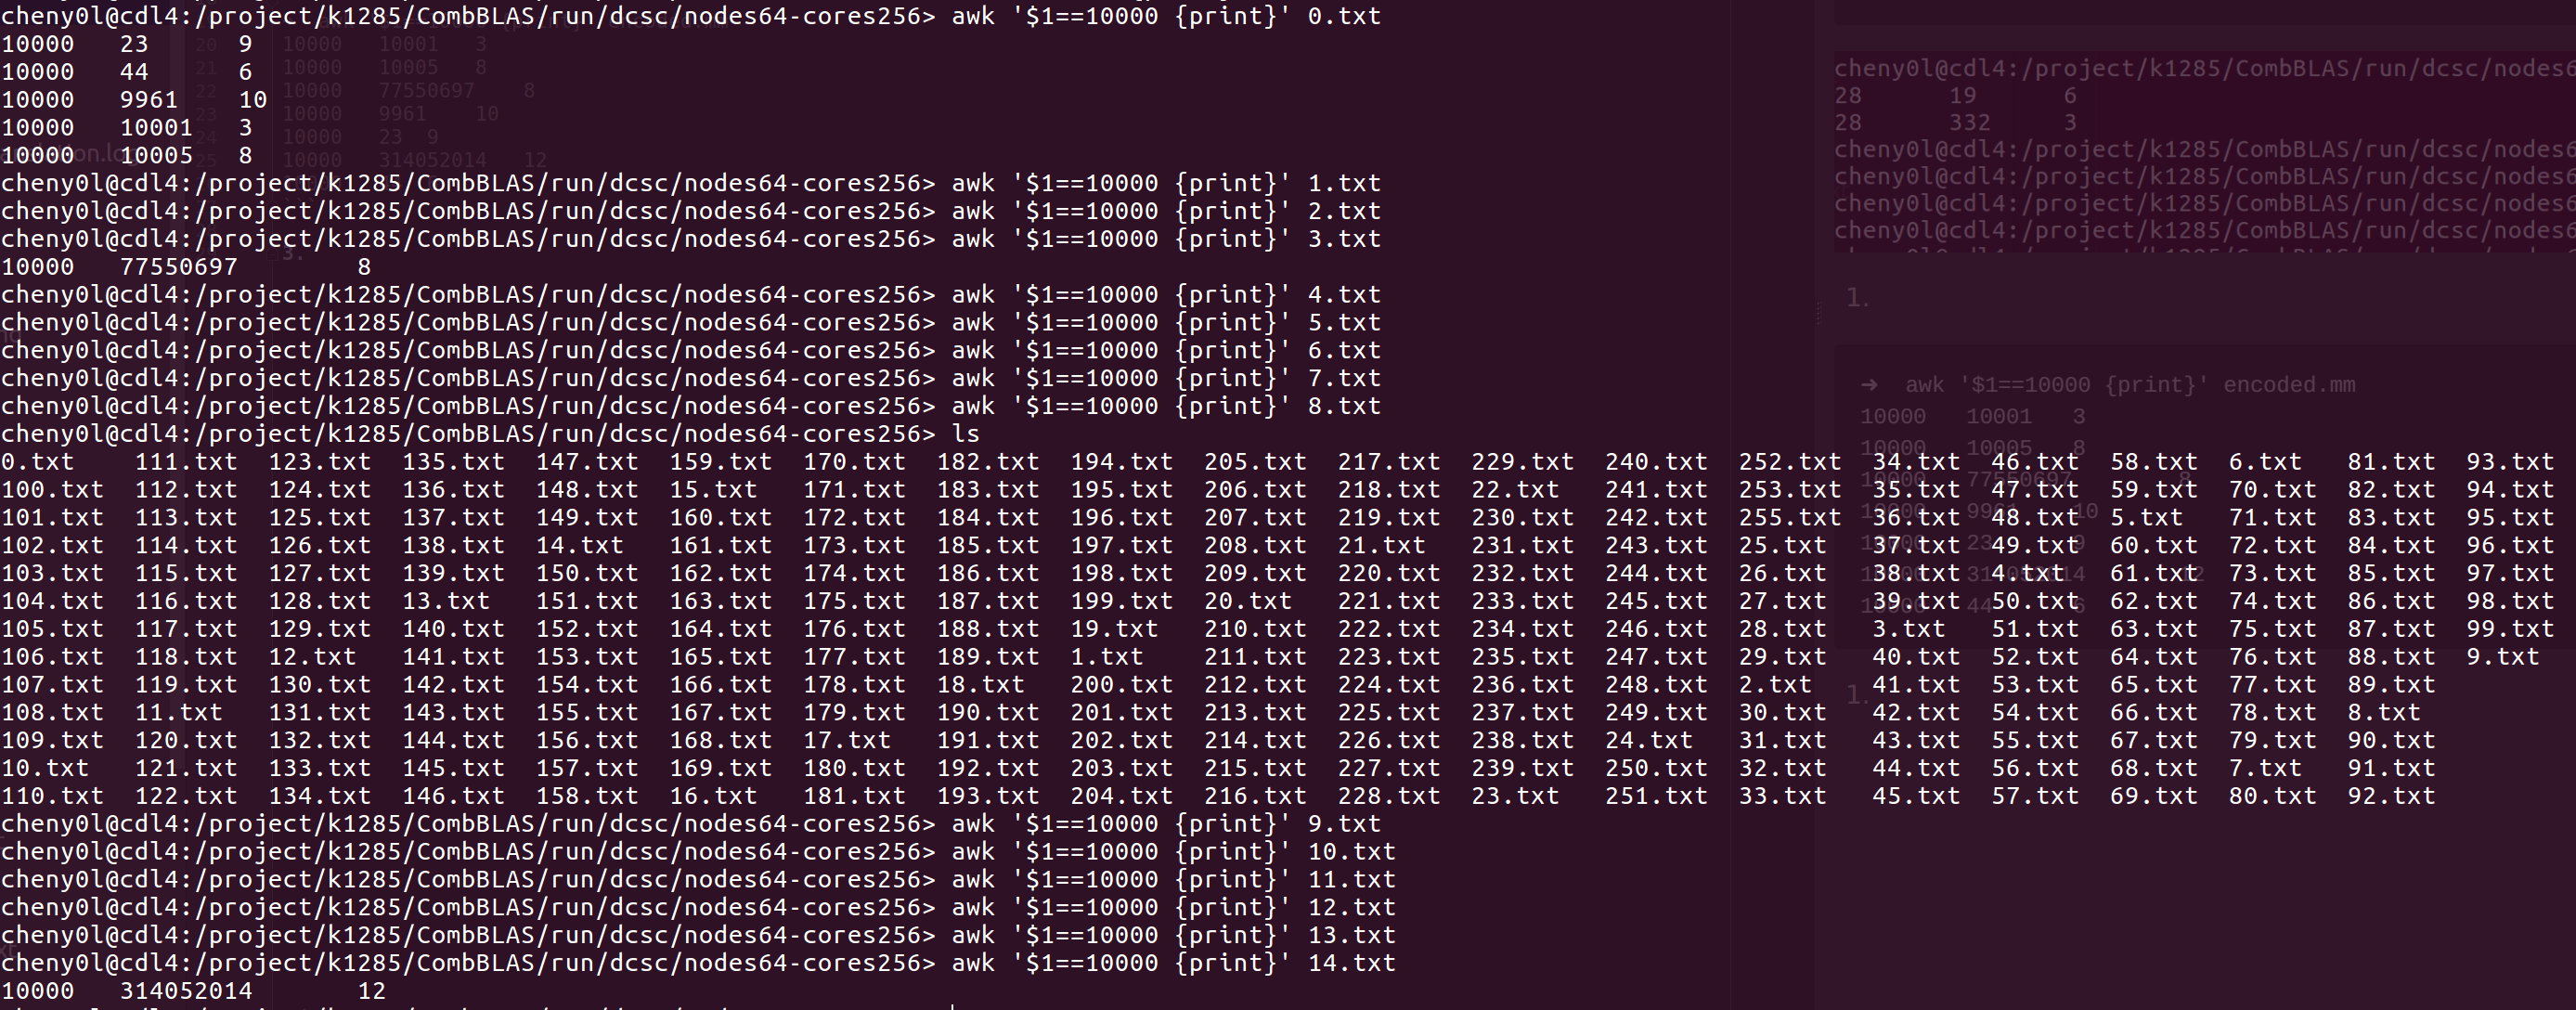 cheny0l@cdl4:/project/k1285/CombBLAS/run/dcsc/nodes64-cores256> awk '$1==10000 {print}' 0.txt
10000 23 9
10000 44 6
10000 9961 10
10000 10001 3
10000 10005 8
cheny0l@cdl4:/project/k1285/CombBLAS/run/dcsc/nodes64-cores256> awk '$1==10000 {print}' 1.txt
cheny0l@cdl4:/project/k1285/CombBLAS/run/dcsc/nodes64-cores256> awk '$1==10000 {print}' 2.txt
cheny0l@cdl4:/project/k1285/CombBLAS/run/dcsc/nodes64-cores256> awk '$1==10000 {print}' 3.txt
10000 77550697 8
cheny0l@cdl4:/project/k1285/CombBLAS/run/dcsc/nodes64-cores256> awk '$1==10000 {print}' 4.txt
cheny0l@cdl4:/project/k1285/CombBLAS/run/dcsc/nodes64-cores256> awk '$1==10000 {print}' 5.txt
cheny0l@cdl4:/project/k1285/CombBLAS/run/dcsc/nodes64-cores256> awk '$1==10000 {print}' 6.txt
cheny0l@cdl4:/project/k1285/CombBLAS/run/dcsc/nodes64-cores256> awk '$1==10000 {print}' 7.txt
cheny0l@cdl4:/project/k1285/CombBLAS/run/dcsc/nodes64-cores256> awk '$1==10000 {print}' 8.txt
cheny0l@cdl4:/project/k1285/CombBLAS/run/dcsc/nodes64-cores256> ls
0.txt 111.txt 123.txt 135.txt 147.txt 159.txt 170.txt 182.txt 194.txt 205.txt 217.txt 229.txt 240.txt 252.txt 34.txt 46.txt 58.txt 6.txt 81.txt 93.txt
100.txt 112.txt 124.txt 136.txt 148.txt 15.txt 171.txt 183.txt 195.txt 206.txt 218.txt 22.txt 241.txt 253.txt 35.txt 47.txt 59.txt 70.txt 82.txt 94.txt
101.txt 113.txt 125.txt 137.txt 149.txt 160.txt 172.txt 184.txt 196.txt 207.txt 219.txt 230.txt 242.txt 255.txt 36.txt 48.txt 5.txt 71.txt 83.txt 95.txt
102.txt 114.txt 126.txt 138.txt 14.txt 161.txt 173.txt 185.txt 197.txt 208.txt 21.txt 231.txt 243.txt 25.txt 37.txt 49.txt 60.txt 72.txt 84.txt 96.txt
103.txt 115.txt 127.txt 139.txt 150.txt 162.txt 174.txt 186.txt 198.txt 209.txt 220.txt 232.txt 244.txt 26.txt 38.txt 4.txt 61.txt 73.txt 85.txt 97.txt
104.txt 116.txt 128.txt 13.txt 151.txt 163.txt 175.txt 187.txt 199.txt 20.txt 221.txt 233.txt 245.txt 27.txt 39.txt 50.txt 62.txt 74.txt 86.txt 98.txt
105.txt 117.txt 129.txt 140.txt 152.txt 164.txt 176.txt 188.txt 19.txt 210.txt 222.txt 234.txt 246.txt 28.txt 3.txt 51.txt 63.txt 75.txt 87.txt 99.txt
106.txt 118.txt 12.txt 141.txt 153.txt 165.txt 177.txt 189.txt 1.txt 211.txt 223.txt 235.txt 247.txt 29.txt 40.txt 52.txt 64.txt 76.txt 88.txt 9.txt
107.txt 119.txt 130.txt 142.txt 154.txt 166.txt 178.txt 18.txt 200.txt 212.txt 224.txt 236.txt 248.txt 2.txt 41.txt 53.txt 65.txt 77.txt 89.txt
108.txt 11.txt 131.txt 143.txt 155.txt 167.txt 179.txt 190.txt 201.txt 213.txt 225.txt 237.txt 249.txt 30.txt 42.txt 54.txt 66.txt 78.txt 8.txt
109.txt 120.txt 132.txt 144.txt 156.txt 168.txt 17.txt 191.txt 202.txt 214.txt 226.txt 238.txt 24.txt 31.txt 43.txt 55.txt 67.txt 79.txt 90.txt
10.txt 121.txt 133.txt 145.txt 157.txt 169.txt 180.txt 192.txt 203.txt 215.txt 227.txt 239.txt 250.txt 32.txt 44.txt 56.txt 68.txt 7.txt 91.txt
110.txt 122.txt 134.txt 146.txt 158.txt 16.txt 181.txt 193.txt 204.txt 216.txt 228.txt 23.txt 251.txt 33.txt 45.txt 57.txt 69.txt 80.txt 92.txt
cheny0l@cdl4:/project/k1285/CombBLAS/run/dcsc/nodes64-cores256> awk '$1==10000 {print}' 9.txt
cheny0l@cdl4:/project/k1285/CombBLAS/run/dcsc/nodes64-cores256> awk '$1==10000 {print}' 10.txt
cheny0l@cdl4:/project/k1285/CombBLAS/run/dcsc/nodes64-cores256> awk '$1==10000 {print}' 11.txt
cheny0l@cdl4:/project/k1285/CombBLAS/run/dcsc/nodes64-cores256> awk '$1==10000 {print}' 12.txt
cheny0l@cdl4:/project/k1285/CombBLAS/run/dcsc/nodes64-cores256> awk '$1==10000 {print}' 13.txt
cheny0l@cdl4:/project/k1285/CombBLAS/run/dcsc/nodes64-cores256> awk '$1==10000 {print}' 14.txt
10000 314052014 12
20 10000 10001 3
21 10000 10005 8
22 10000 77550697 8
23 10000 9961 10
24 10000 23 9
25 10000 314052014 12
3.
cheny0l@cdl4:/project/k1285/CombBLAS/run/dcsc/nodes6
28 19 6
28 332 3
cheny0l@cdl4:/project/k1285/CombBLAS/run/dcsc/nodes6
cheny0l@cdl4:/project/k1285/CombBLAS/run/dcsc/nodes6
cheny0l@cdl4:/project/k1285/CombBLAS/run/dcsc/nodes6
cheny0l@cdl4:/project/k1285/CombBLAS/run/dcsc/nodes6
1.
➜ awk '$1==10000 {print}' encoded.mm
10000 10001 3
10000 10005 8
10000 77550697 8
10000 9961 10
10000 23 9
10000 314052014 12
10000 44 6
1.